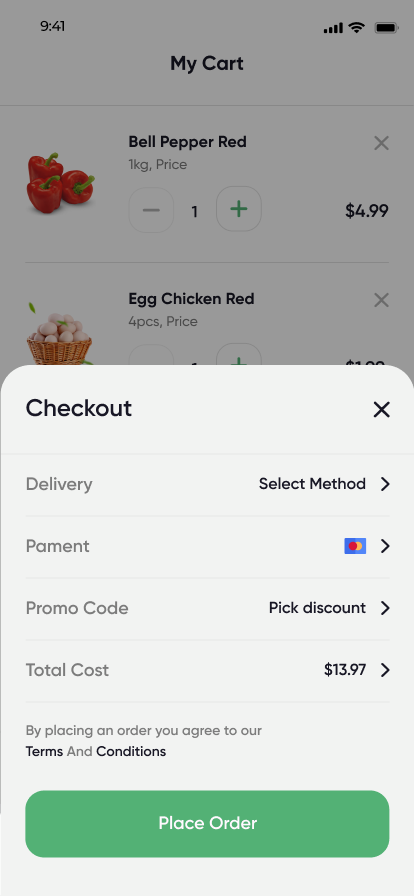 9:41
My Cart
Bell Pepper Red
1kg, Price
1
$4.99
Egg Chicken Red
4pcs, Price
Checkout
Delivery Select Method
Pament
Promo Code Pick discount
Total Cost $13.97
By placing an order you agree to our
Terms And Conditions
Place Order